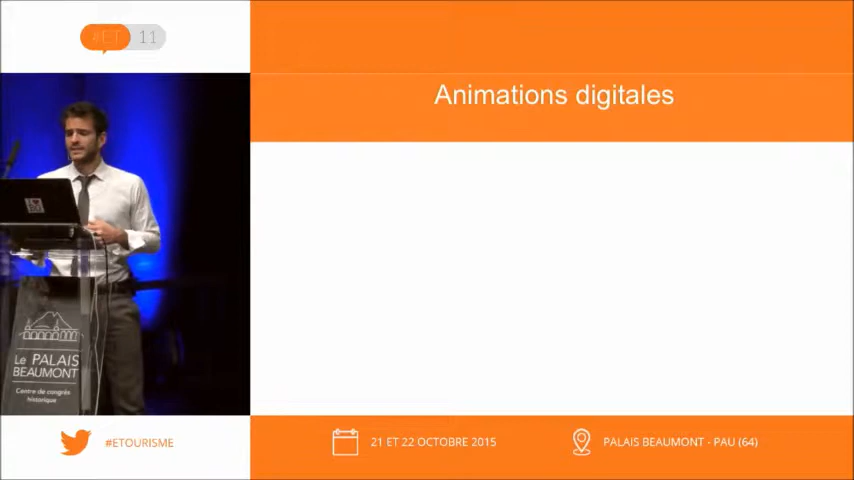 #ET 11
Animations digitales
Le PALAIS
BEAUMONT
Centre de congrès
historique
#ETOURISME
21 ET 22 OCTOBRE 2015
PALAIS BEAUMONT - PAU (64)